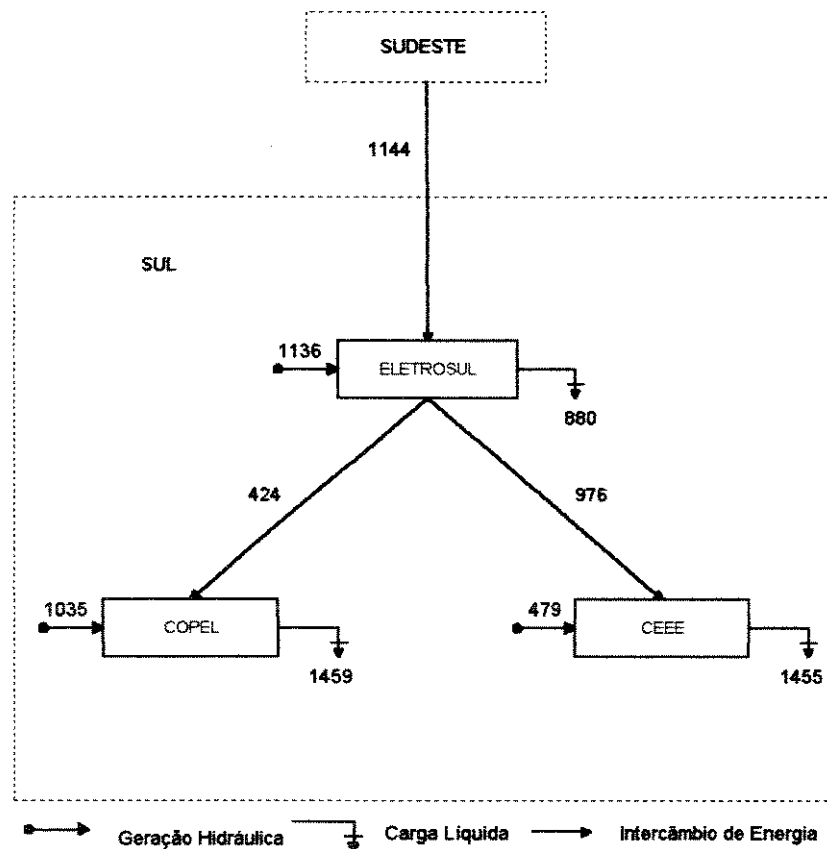 SUDESTE
1144
SUL
1136
ELETROSUL
880
424
976
1035
COPEL
1459
479
CEEE
1455
Geração Hidráulica
Carga Líquida
Intercâmbio de Energia